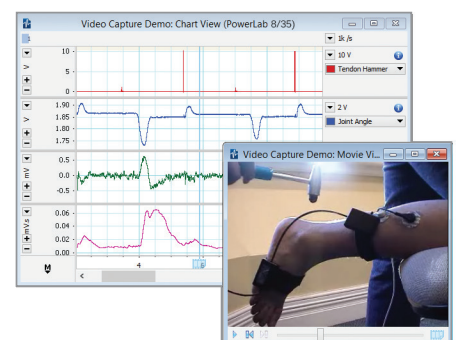 Video Capture Demo: Chart View (PowerLab 8/35)
1k /s
10
5
0
V
10 V
Tendon Hammer
1.90
1.85
1.80
1.75
V
2 V
Joint Angle
0.5
0.0
-0.5
mV
0.06
0.04
0.02
0.00
mV.s
4
5
M
Video Capture Demo: Movie Vi...